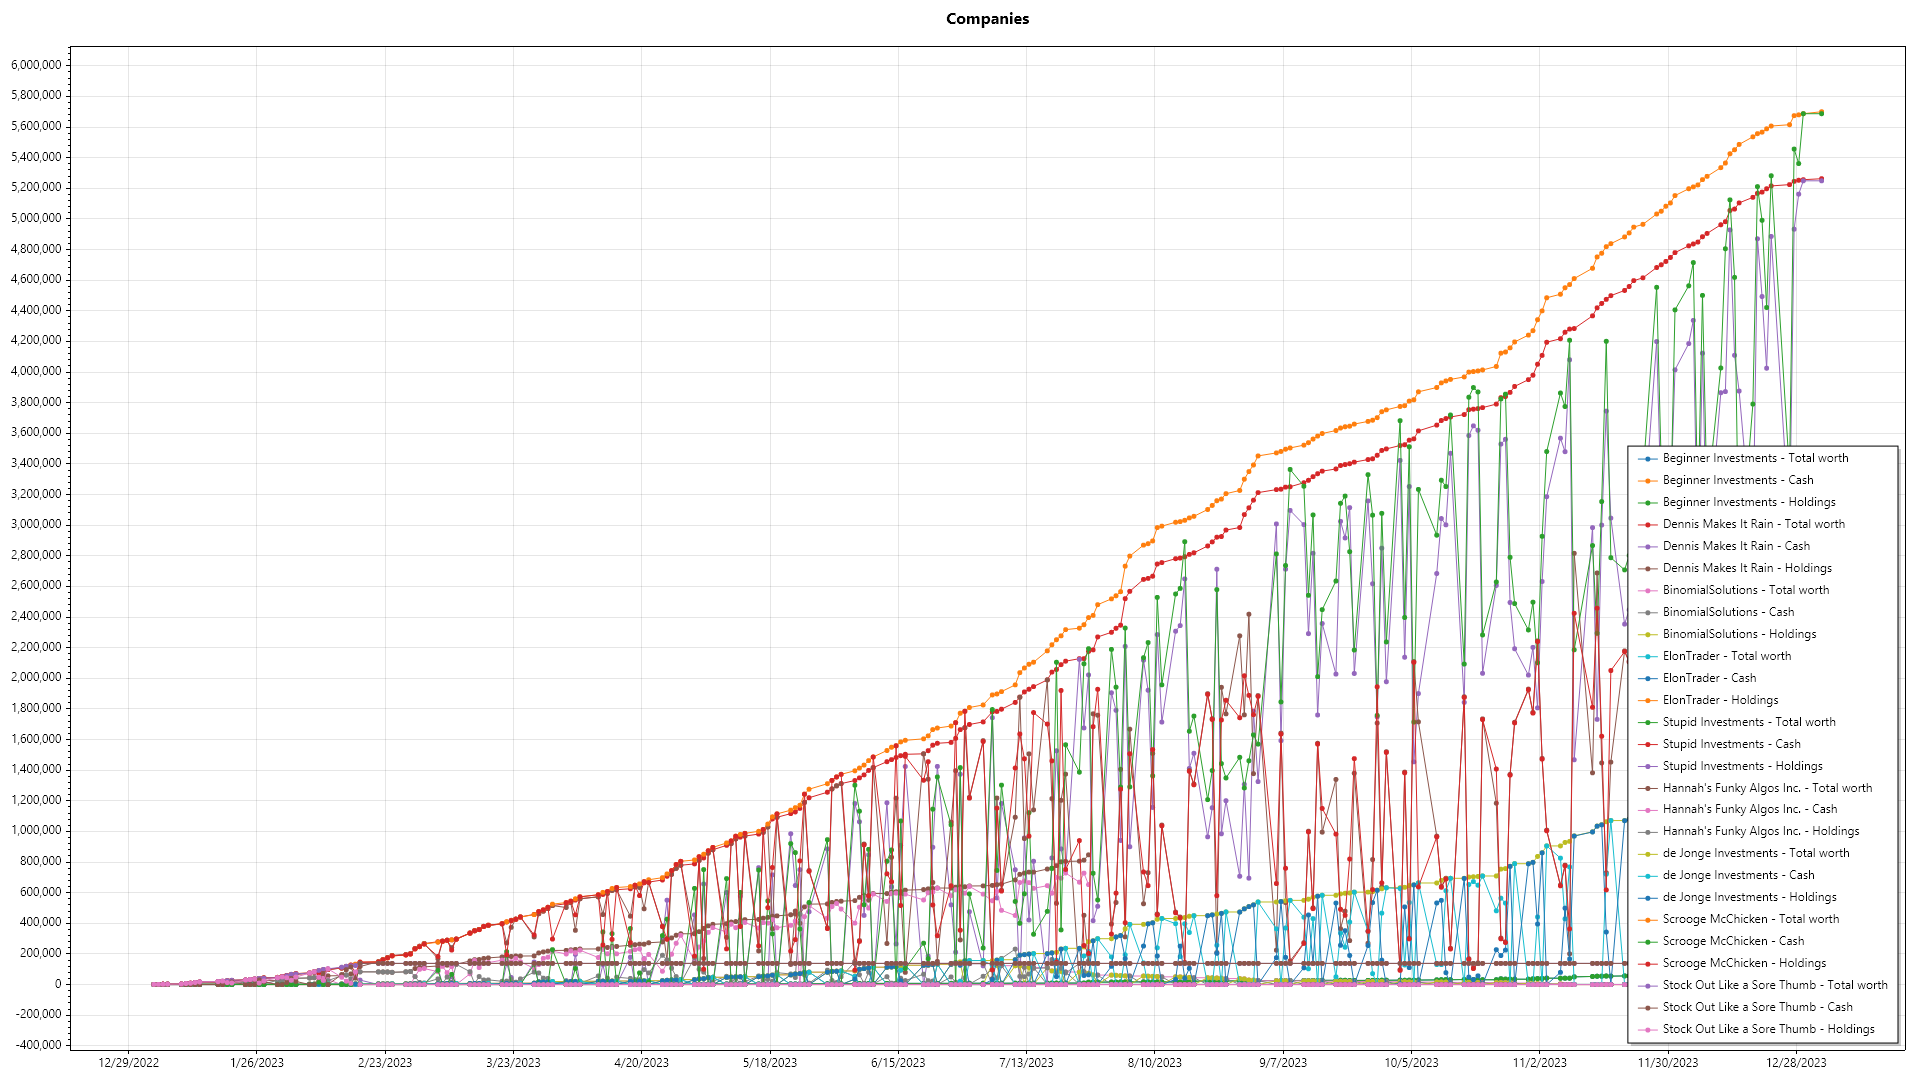 Companies
6,000,000
5,800,000
5,600,000
5,400,000
5,200,000
5,000,000
4,800,000
4,600,000
4,400,000
4,200,000
4,000,000
3,800,000
3,600,000
3,400,000
3,200,000
3,000,000
2,800,000
2,600,000
2,400,000
2,200,000
2,000,000
1,800,000
1,600,000
1,400,000
1,200,000
1,000,000
800,000
600,000
400,000
200,000
0
-200,000
-400,000
Beginner Investments - Total worth
Beginner Investments - Cash
Beginner Investments - Holdings
Dennis Makes It Rain - Total worth
Dennis Makes It Rain - Cash
Dennis Makes It Rain - Holdings
BinomialSolutions - Total worth
BinomialSolutions - Cash
BinomialSolutions - Holdings
ElonTrader - Total worth
ElonTrader - Cash
ElonTrader - Holdings
Stupid Investments - Total worth
Stupid Investments - Cash
Stupid Investments - Holdings
Hannah's Funky Algos Inc. - Total worth
Hannah's Funky Algos Inc. - Cash
Hannah's Funky Algos Inc. - Holdings
de Jonge Investments - Total worth
de Jonge Investments - Cash
de Jonge Investments - Holdings
Scrooge McChicken - Total worth
Scrooge McChicken - Cash
Scrooge McChicken - Holdings
Stock Out Like a Sore Thumb - Total worth
Stock Out Like a Sore Thumb - Cash
Stock Out Like a Sore Thumb - Holdings
12/29/2022 1/26/2023 2/23/2023 3/23/2023 4/20/2023 5/18/2023 6/15/2023 7/13/2023 8/10/2023 9/7/2023 10/5/2023 11/2/2023 11/30/2023 12/28/2023